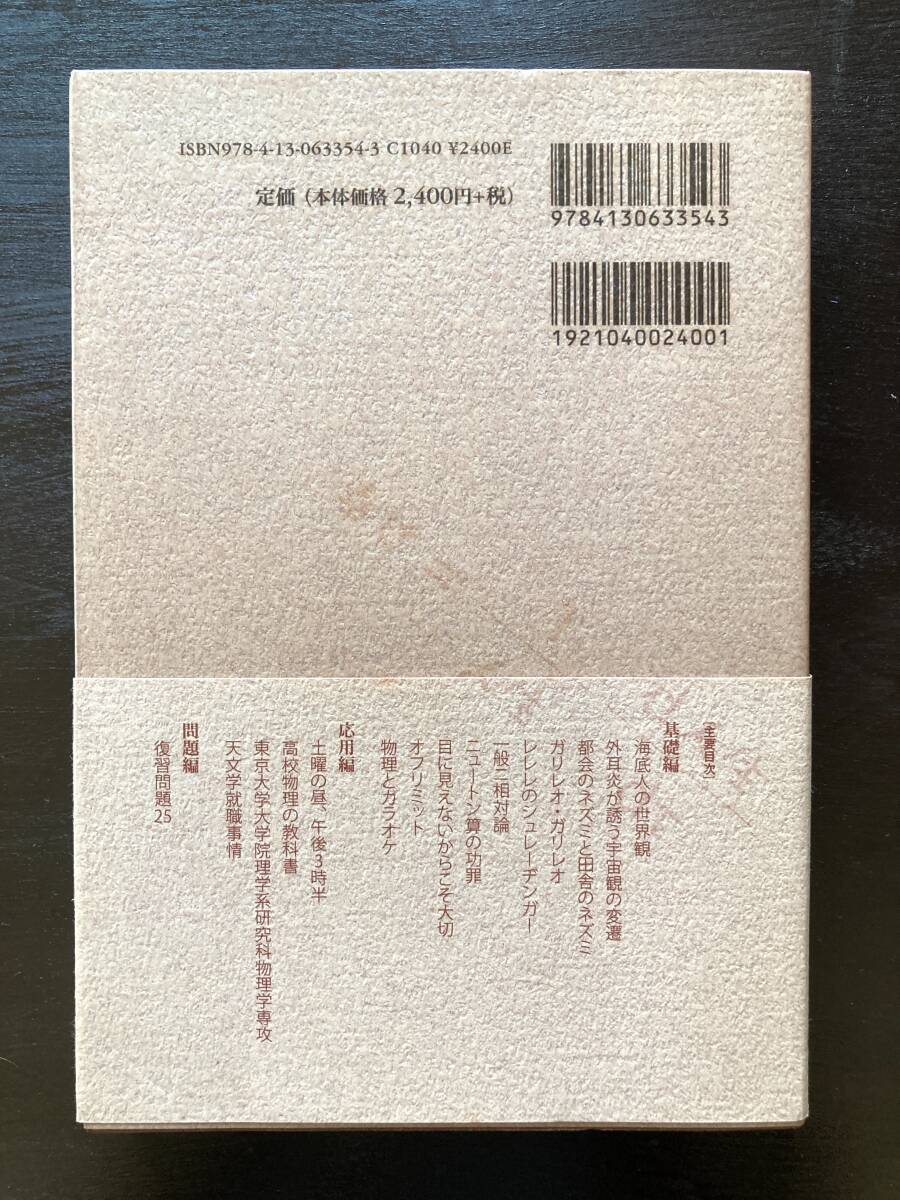 ISBN978-4-13-063354-3 C1040 ¥2400E
定価（本体価格 2,400円+税）
9784130633543
1921040024001
［主要目次］
基礎編
海底人の世界観
外耳炎が誘う宇宙観の変遷
都会のネズミと田舎のネズミ
ガリレオ・ガリレオ
レレレのシュレーヂンガー
一般二相対論
ニュートン算の功罪
目に見えないからこそ大切
オフリミット
物理とカラオケ
応用編
土曜の昼、午後3時半
高校物理の教科書
東京大学大学院理学系研究科物理学専攻
天文学就職事情
問題編
復習問題25